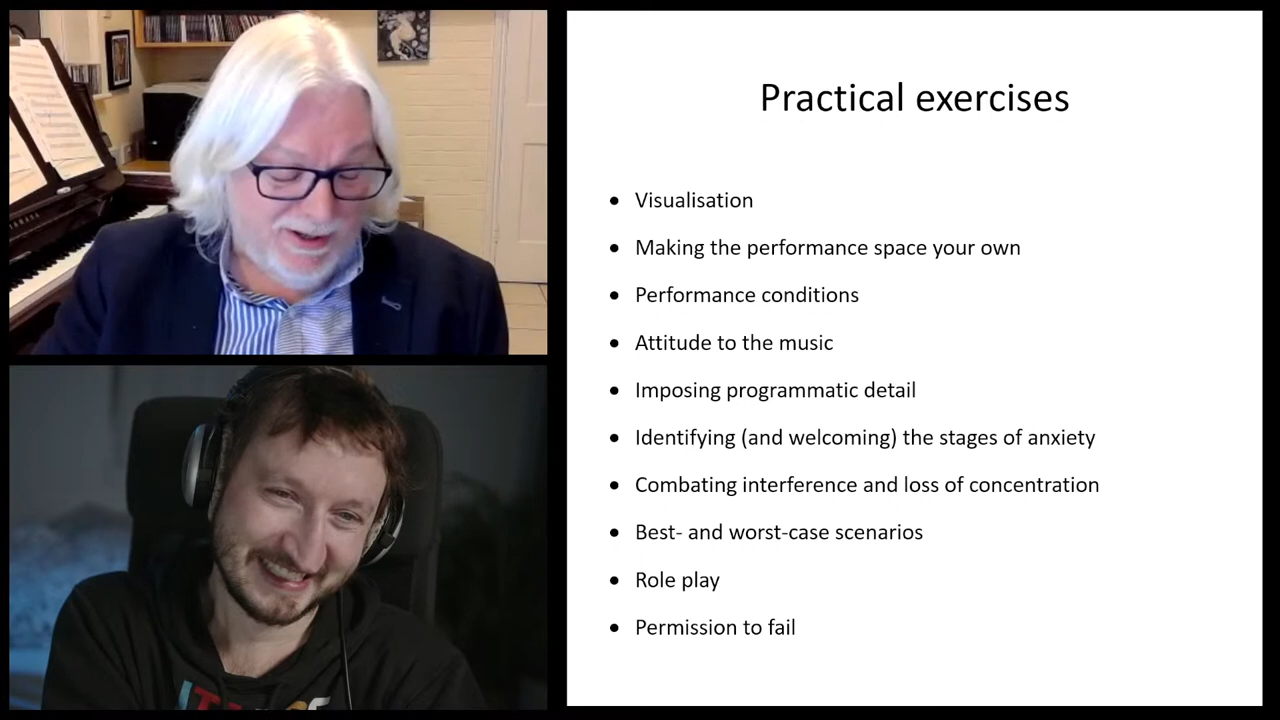 Practical exercises
• Visualisation
• Making the performance space your own
• Performance conditions
• Attitude to the music
• Imposing programmatic detail
• Identifying (and welcoming) the stages of anxiety
• Combating interference and loss of concentration
• Best- and worst-case scenarios
• Role play
• Permission to fail